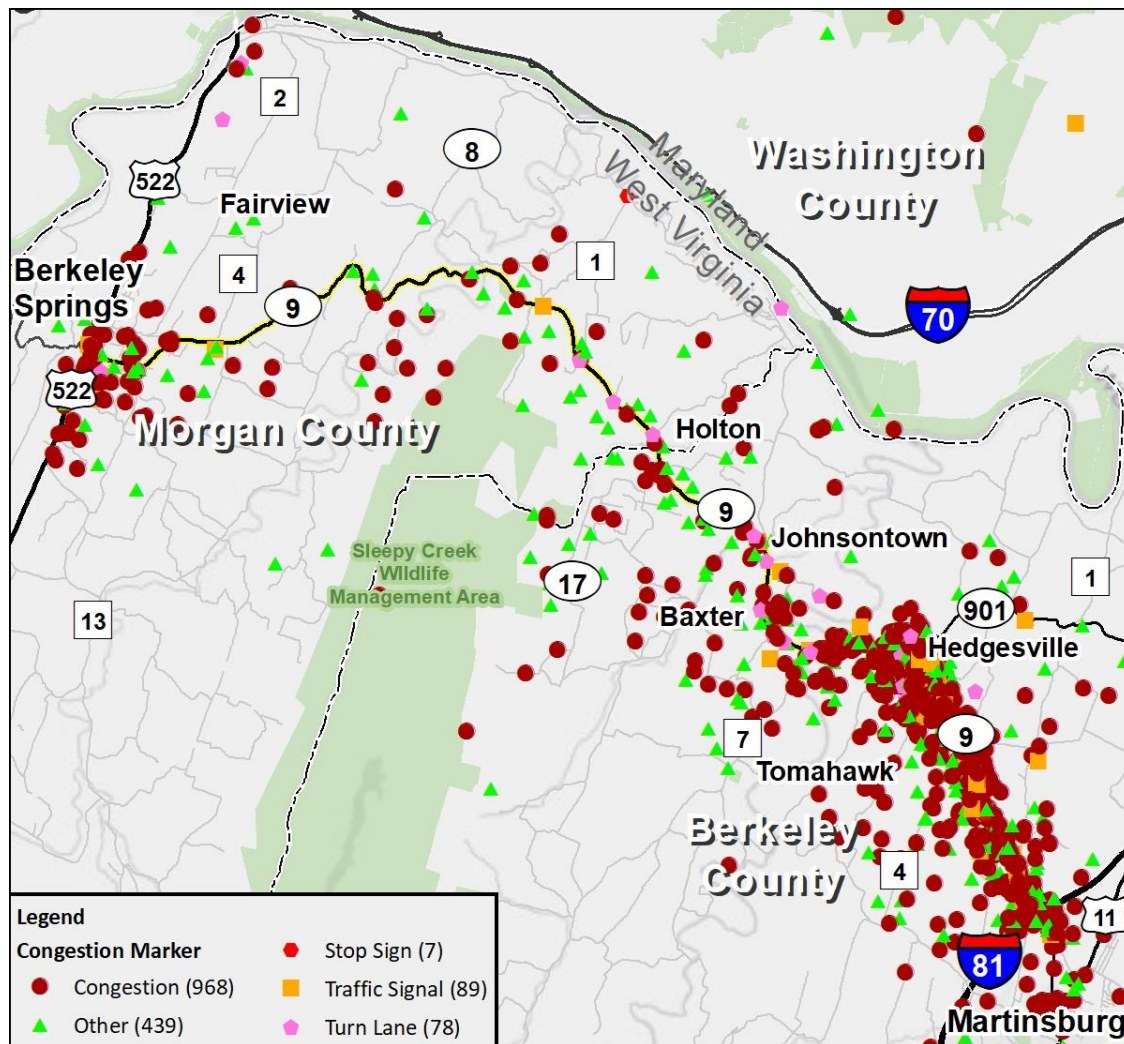 2
8
Maryland
West Virginia
Washington
County
522
Fairview
Berkeley
Springs
4
1
9
70
522
Morgan County
Holton
9
Johnsontown
Sleepy Creek
Wildlife
Management Area
17
1
13
Baxter
901
Hedgesville
7
9
Tomahawk
Berkeley
County
4
11
81
Martinsburg
Legend
Congestion Marker
Congestion (968)
Other (439)
Stop Sign (7)
Traffic Signal (89)
Turn Lane (78)